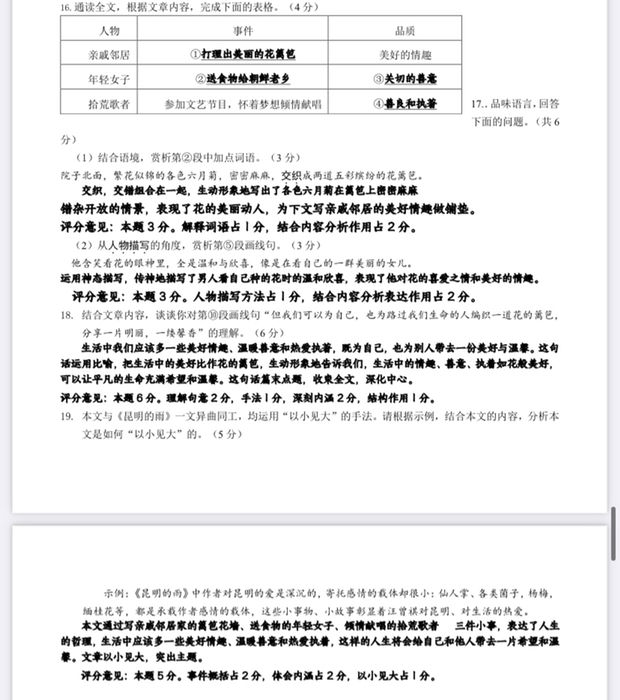 16. 通读全文，根据文章内容，完成下面的表格。（4 分）
人物 事件 品质
亲戚邻居 ①打理出美丽的花篱笆 美好的情趣
年轻女子 ②送食物给朝鲜老乡 ③关切的善意
拾荒歌者 参加文艺节目，怀着梦想倾情献唱 ④善良和执着
17.. 品味语言，回答
下面的问题。（共 6
分）
（1）结合语境，赏析第②段中加点词语。（3 分）
院子北面，繁花似锦的各色六月菊，密密麻麻，交织成两道五彩缤纷的花篱笆。
交织，交错组合在一起，生动形象地写出了各色六月菊在篱笆上密密麻麻
错杂开放的情景，表现了花的美丽动人，为下文写亲戚邻居的美好情趣做铺垫。
评分意见：本题 3 分。解释词语占 1 分，结合内容分析作用占 2 分。
（2）从人物描写的角度，赏析第⑤段画线句。（3 分）
他含笑看花的眼神里，全是温和与欣喜，像是在看自己的一群美丽的女儿。
运用神态描写，传神地描写了男人看自己种的花时的温和欣喜，表现了他对花的喜爱之情和美好的情趣。
评分意见：本题 3 分。人物描写方法占 1 分，结合内容分析表达作用占 2 分。
18. 结合文章内容，谈谈你对第⑩段画线句“但我们可以为自己，也为路过我们生命的人编织一道花的篱笆，
分享一片明丽，一缕馨香”的理解。（6 分）
生活中我们应该多一些美好情趣、温暖善意和热爱执着，既为自己，也为别人带去一份美好与温馨。这句
话运用比喻，把生活中的美好比作花的篱笆，生动形象地告诉我们，生活中的情趣、善意、执着如花般美好，
可以让平凡的生命充满希望和温馨。这句话篇末点题，收束全文，深化中心。
评分意见：本题 6 分。理解句意 2 分，手法 1 分，深刻内涵 2 分，结构作用 1 分。
19. 本文与《昆明的雨》一文异曲同工，均运用“以小见大”的手法。请根据示例，结合本文的内容，分析本
文是如何“以小见大”的。（5 分）
示例：《昆明的雨》中作者对昆明的爱是深沉的，寄托感情的载体却很小：仙人掌、各类菌子，杨梅，
缅桂花等，都是承载作者感情的载体，这些小事物、小故事彰显着汪曾祺对昆明、对生活的热爱。
本文通过写亲戚邻居家的篱笆花墙、送食物的年轻女子、倾情献唱的拾荒者 三件小事，表达了人生
的哲理，生活中应该多一些美好情趣、温暖善意和热爱执着，这样的人生将会给自己和他人带去一片希望和温
馨。文章以小见大，突出主题。
评分意见：本题 5 分。事件概括占 2 分，体会内涵占 2 分，以小见大占 1 分。